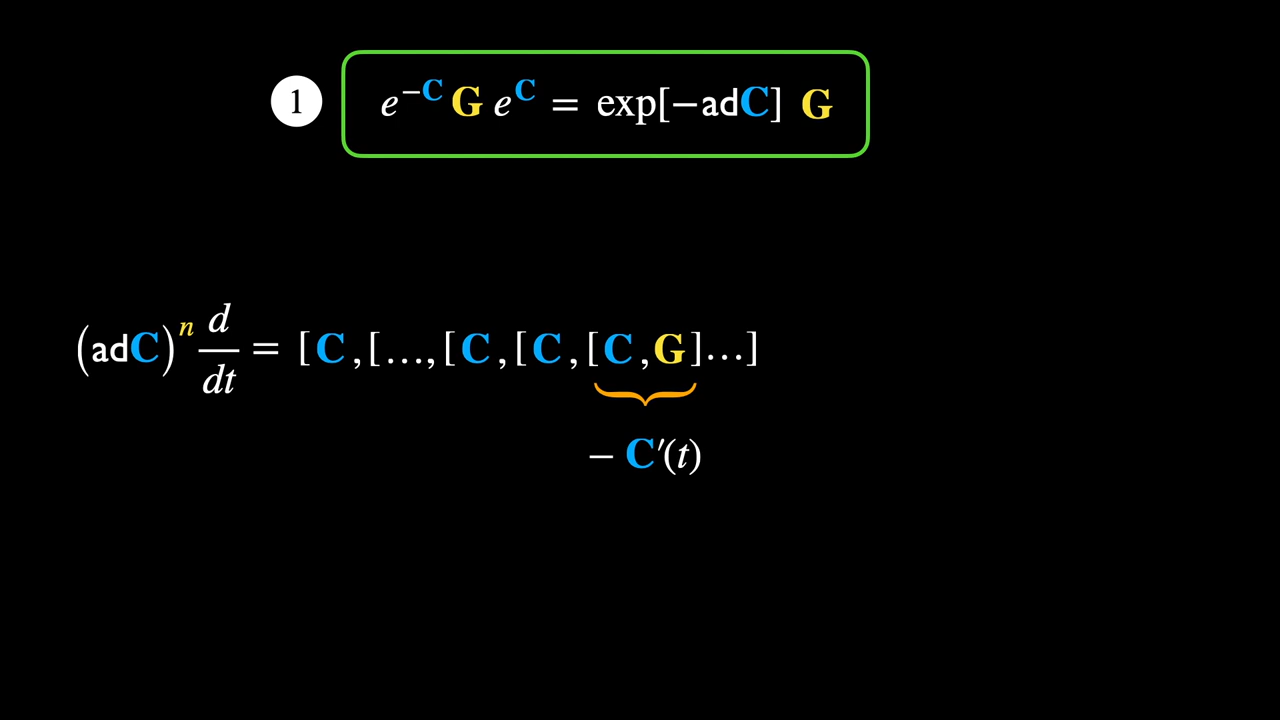 1 e^{−C} G e^{C} = exp[−adC] G
(adC)^n d/dt = [C,[…,[C,[C,[C,G]…]
− C′(t)